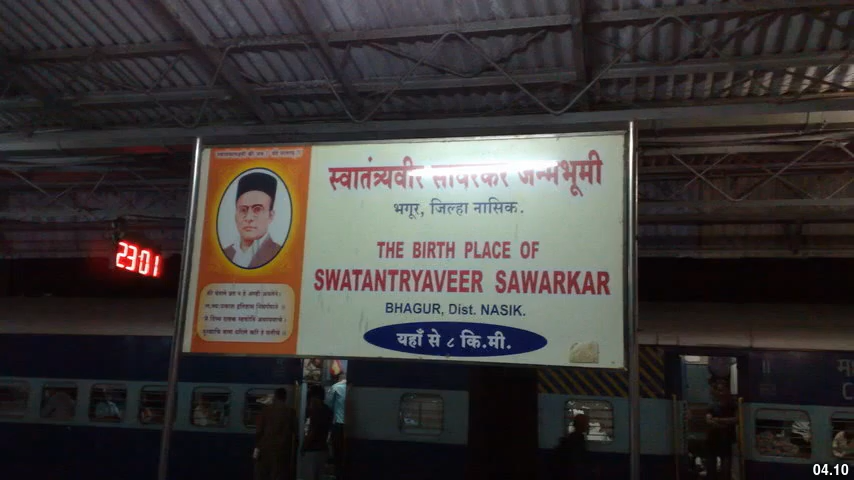 स्वातंत्र्यवीर सावरकर जन्मभूमी
भगूर, जिल्हा नासिक.
THE BIRTH PLACE OF
SWATANTRYAVEER SAWARKAR
BHAGUR, Dist. NASIK.
यहाँ से ८ कि.मी.
23:01
04.10